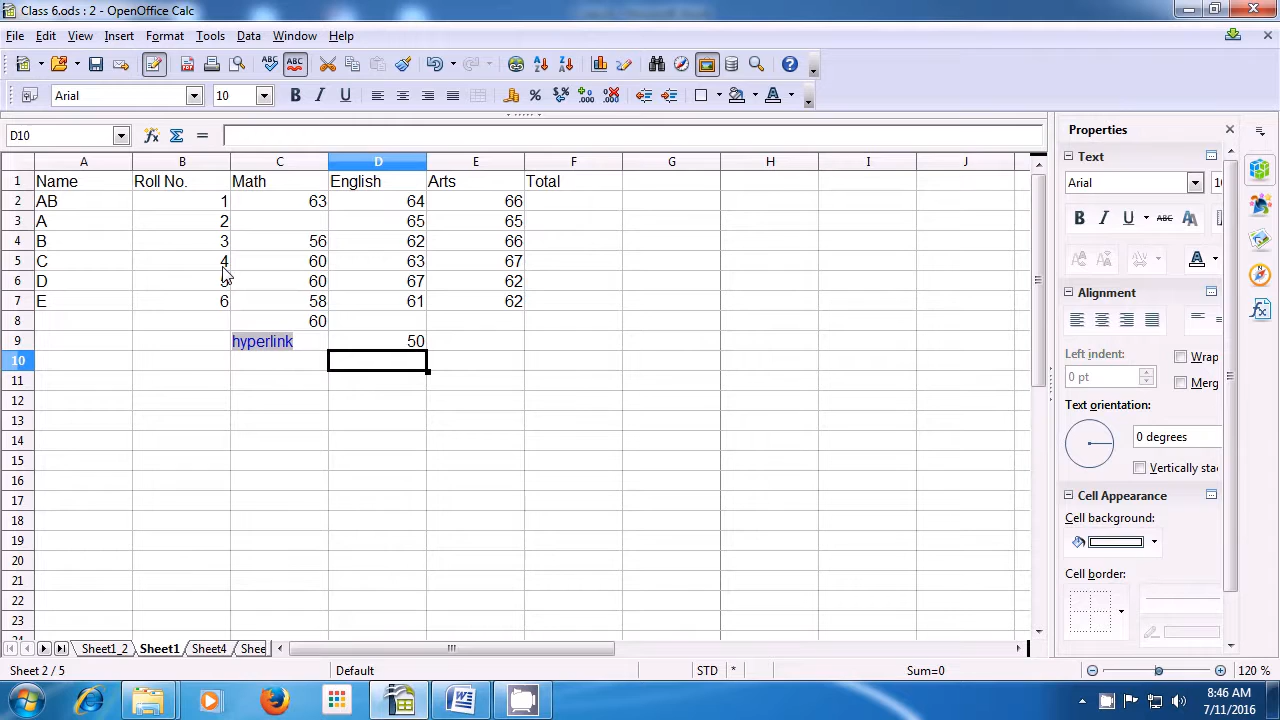 Class 6.ods : 2 - OpenOffice Calc
File Edit View Insert Format Tools Data Window Help
Arial 10
D10
Properties
A B C D E F G H I J
Text
1 Name Roll No. Math English Arts Total
Arial
2 AB 1 63 64 66
3 A 2 65 65
4 B 3 56 62 66
5 C 4 60 63 67
6 D 60 67 62
7 E 6 58 61 62
8 60
9 hyperlink 50
10
11
12
13
14
15
16
17
18
19
20
21
22
23
Alignment
Left indent:
Wrap
0 pt
Merg
Text orientation:
0 degrees
Vertically sta
Cell Appearance
Cell background:
Cell border:
Sheet1_2 Sheet1 Sheet4 Shee
Sheet 2 / 5 Default STD * Sum=0 120 %
8:46 AM
7/11/2016